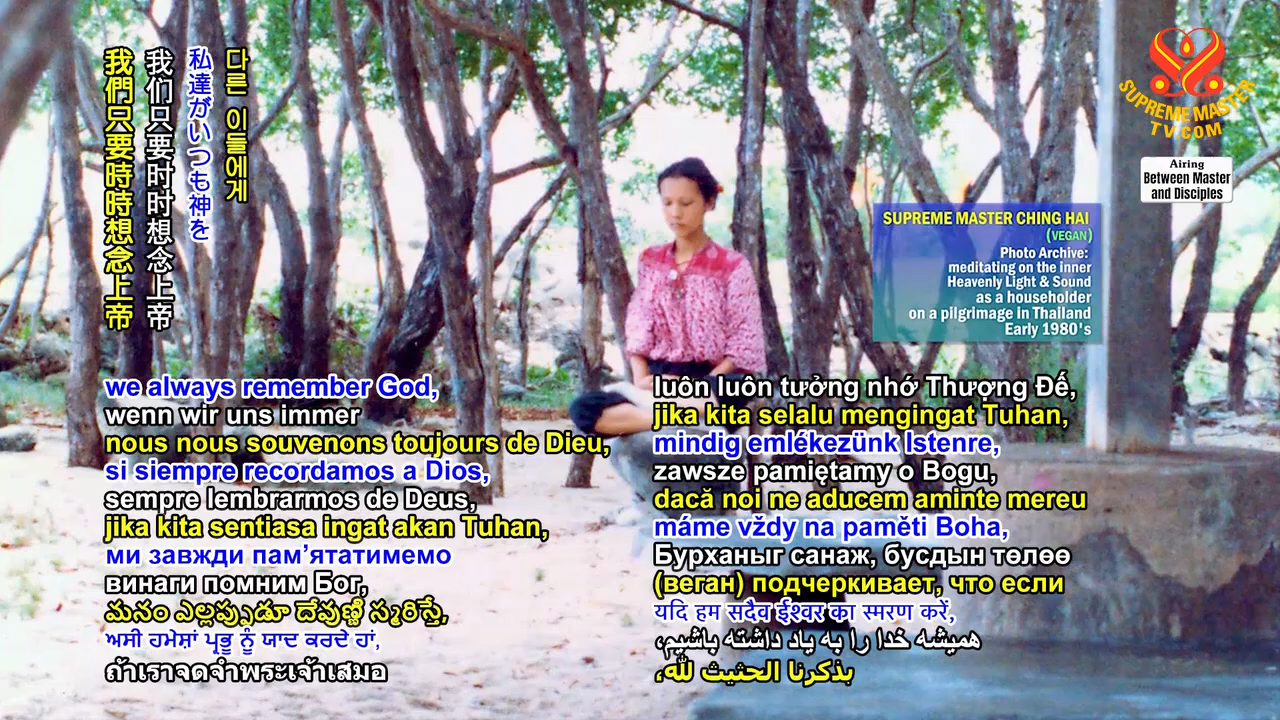 我們只要時時想念上帝
我们只要时时想念上帝
私達がいつも神を
다른 이들에게
SUPREME MASTER
TV.COM
Airing
Between Master
and Disciples
SUPREME MASTER CHING HAI
(VEGAN)
Photo Archive:
meditating on the inner
Heavenly Light & Sound
as a householder
on a pilgrimage in Thailand
Early 1980's
we always remember God,
wenn wir uns immer
nous nous souvenons toujours de Dieu,
si siempre recordamos a Dios,
sempre lembrarmos de Deus,
jika kita sentiasa ingat akan Tuhan,
ми завжди пам’ятатимемо
винаги помним Бог,
మనం ఎల్లప్పుడూ దేవుణ్ణి స్మరిస్తే,
ਅਸੀ ਹਮੇਸ਼ਾਂ ਪ੍ਰਭੂ ਨੂੰ ਯਾਦ ਕਰਦੇ ਹਾਂ,
ถ้าเราจดจำพระเจ้าเสมอ
luôn luôn tưởng nhớ Thượng Đế,
jika kita selalu mengingat Tuhan,
mindig emlékezünk Istenre,
zawsze pamiętamy o Bogu,
dacă noi ne aducem aminte mereu
máme vždy na paměti Boha,
Бурханыг санаж, бусдын төлөө
(веган) подчеркивает, что если
यदि हम सदैव ईश्वर का स्मरण करें,
همیشه خدا را به یاد داشته باشیم،
بذكرنا الحثيث لله،